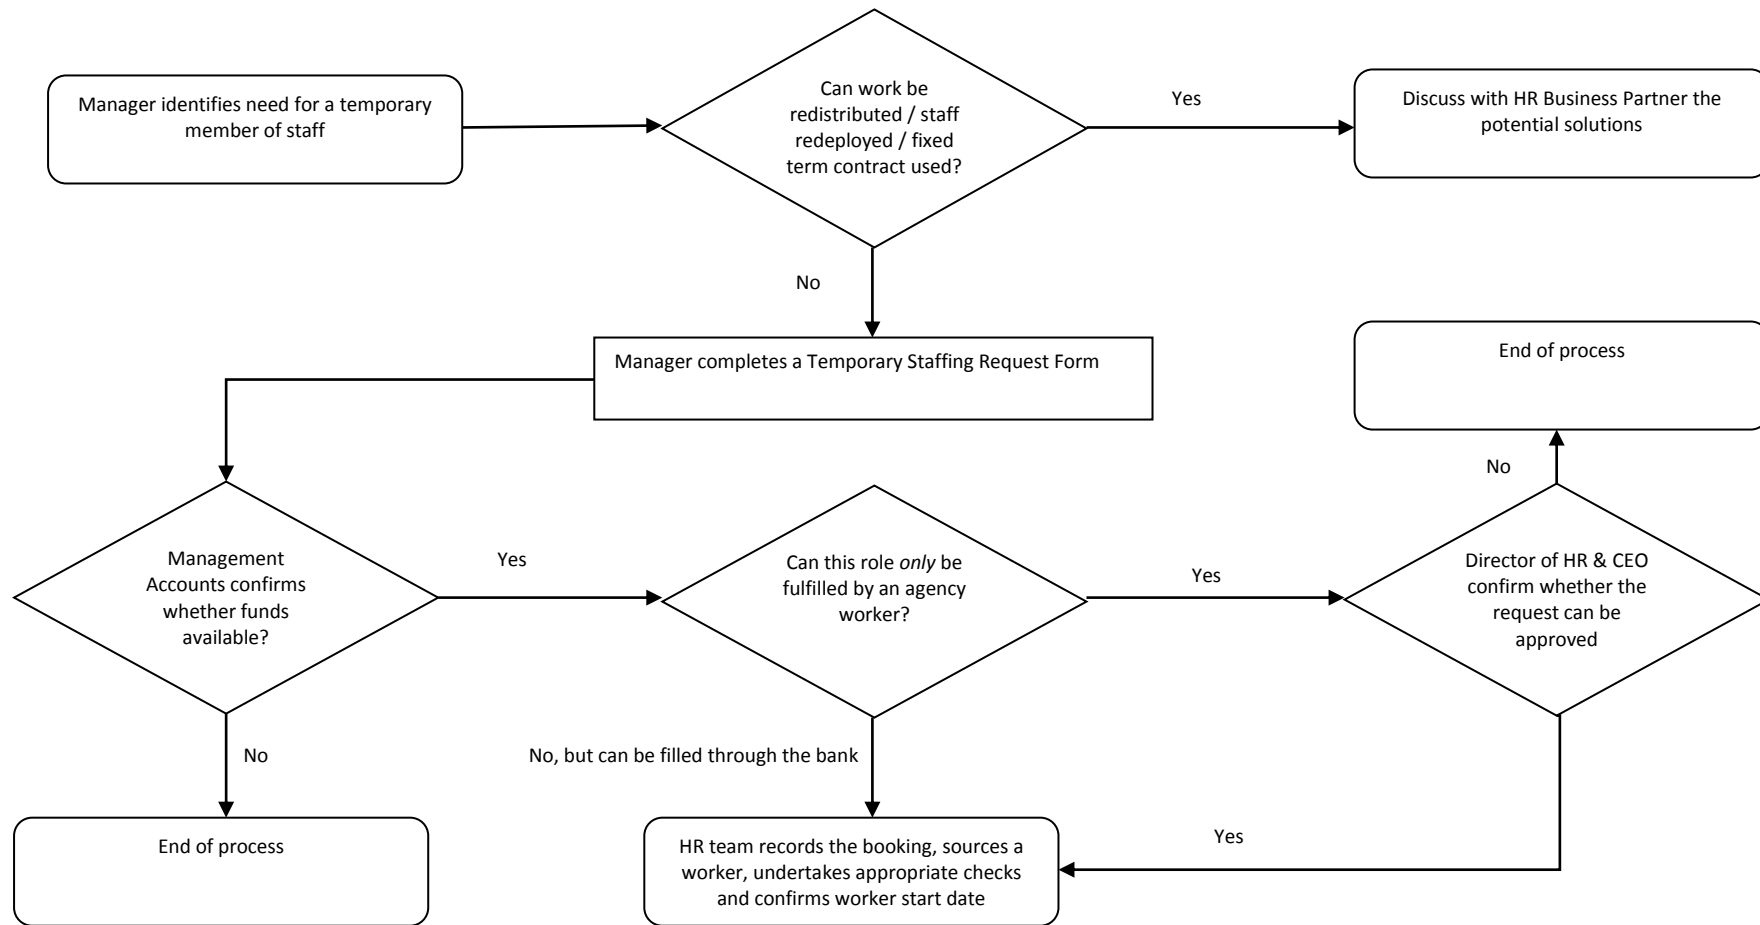 Manager identifies need for a temporary
member of staff
Can work be
redistributed / staff
redeployed / fixed
term contract used?
Yes
Discuss with HR Business Partner the
potential solutions
No
Manager completes a Temporary Staffing Request Form
End of process
No
Management
Accounts confirms
whether funds
available?
Yes
Can this role only be
fulfilled by an agency
worker?
Yes
Director of HR & CEO
confirm whether the
request can be
approved
No
No, but can be filled through the bank
Yes
End of process
HR team records the booking, sources a
worker, undertakes appropriate checks
and confirms worker start date